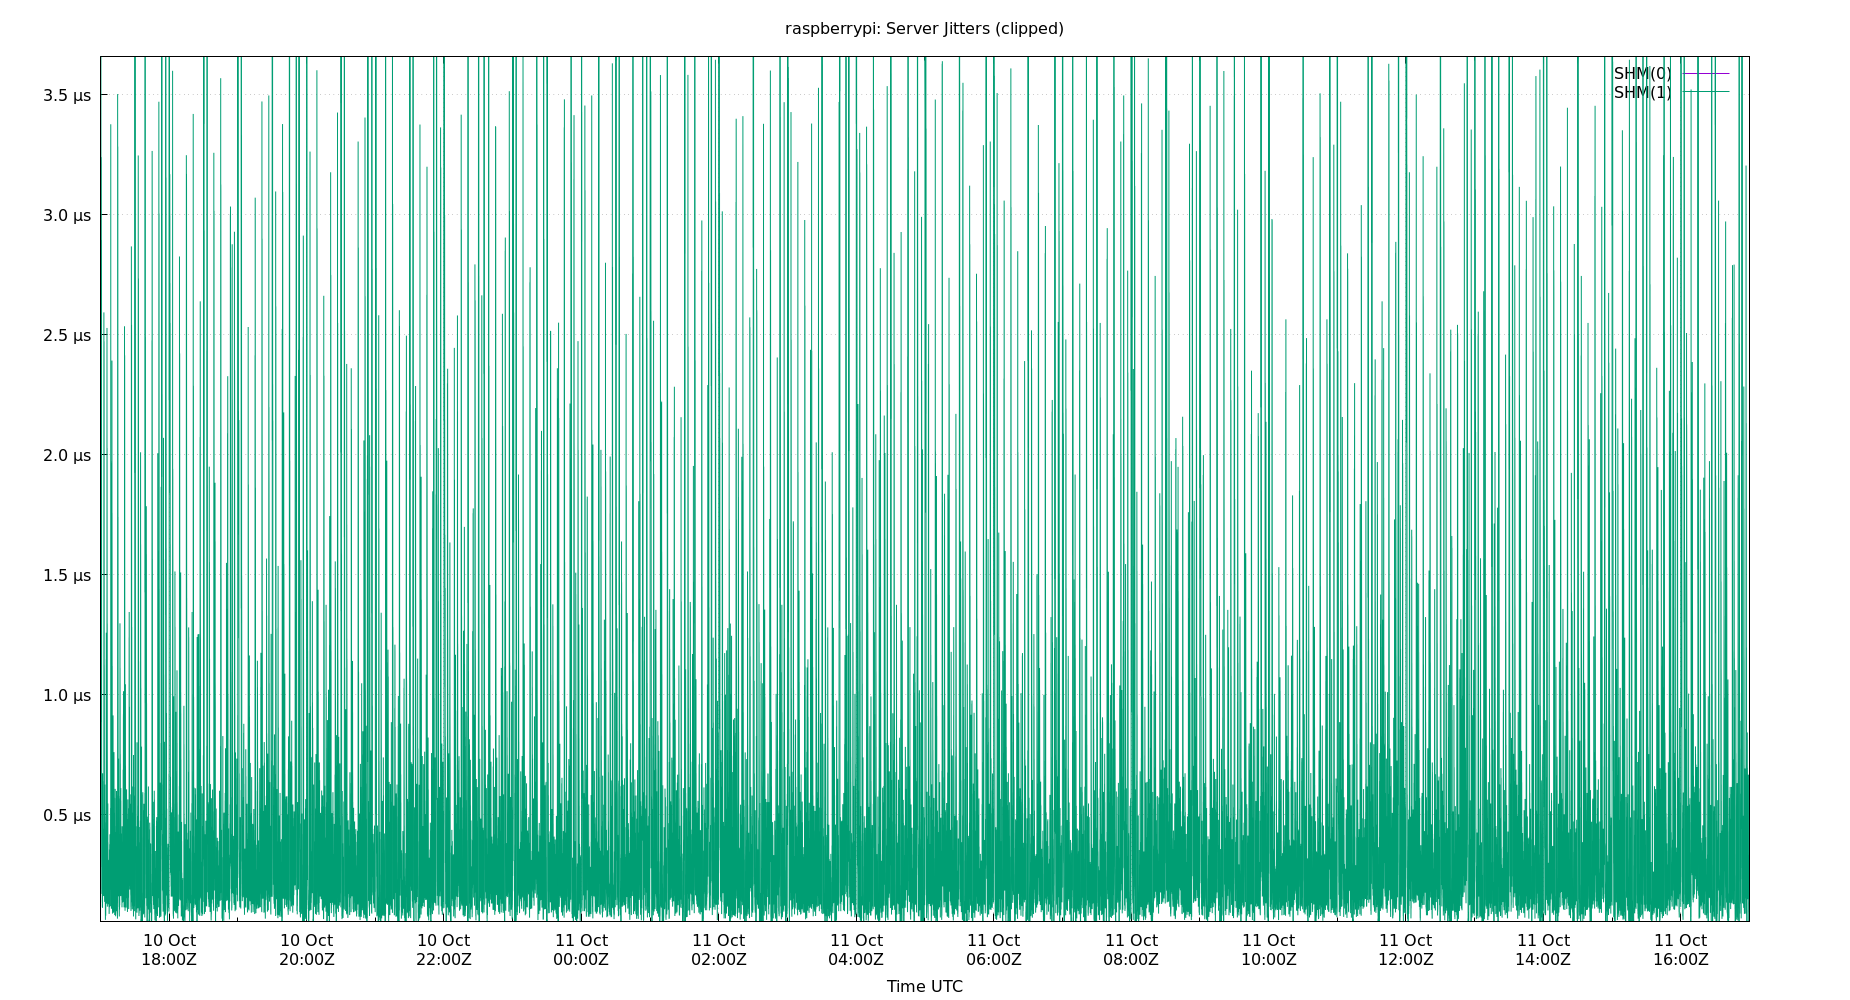 raspberrypi: Server Jitters (clipped)
SHM(0)
SHM(1)
3.5 µs
3.0 µs
2.5 µs
2.0 µs
1.5 µs
1.0 µs
0.5 µs
10 Oct 10 Oct 10 Oct 11 Oct 11 Oct 11 Oct 11 Oct 11 Oct 11 Oct 11 Oct 11 Oct 11 Oct
18:00Z 20:00Z 22:00Z 00:00Z 02:00Z 04:00Z 06:00Z 08:00Z 10:00Z 12:00Z 14:00Z 16:00Z
Time UTC